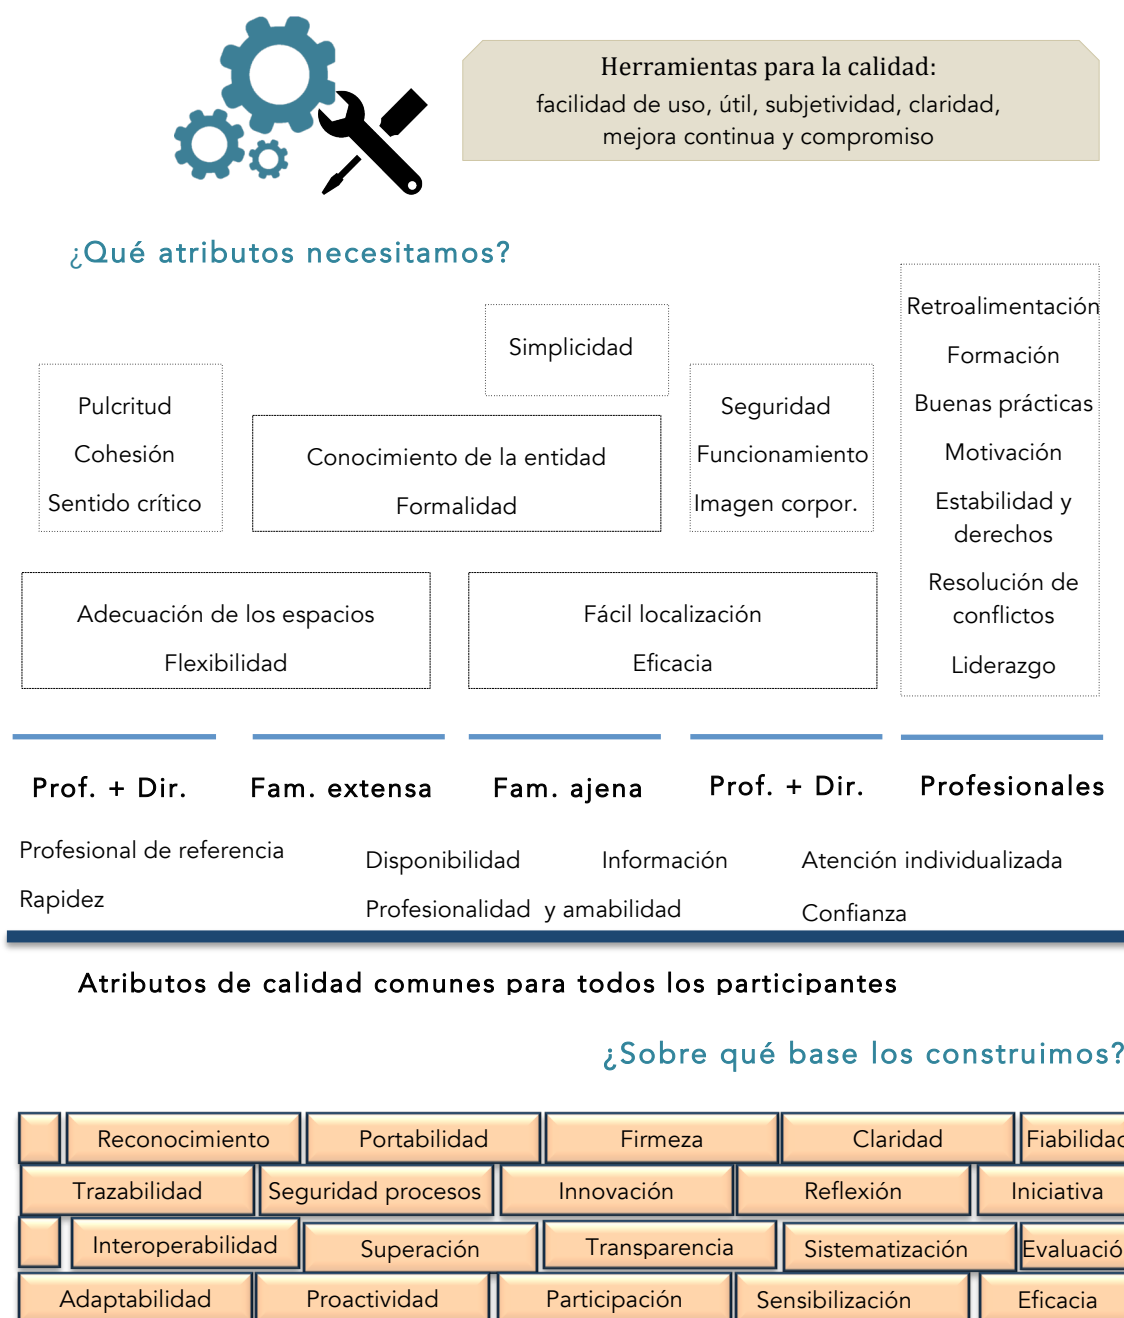 Herramientas para la calidad:
facilidad de uso, útil, subjetividad, claridad,
mejora continua y compromiso
¿Qué atributos necesitamos?
Pulcritud
Cohesión
Sentido crítico
Conocimiento de la entidad
Formalidad
Simplicidad
Seguridad
Funcionamiento
Imagen corpor.
Retroalimentación
Formación
Buenas prácticas
Motivación
Estabilidad y
derechos
Resolución de
conflictos
Liderazgo
Adecuación de los espacios
Flexibilidad
Fácil localización
Eficacia
Prof. + Dir.
Fam. extensa
Fam. ajena
Prof. + Dir.
Profesionales
Profesional de referencia
Rapidez
Disponibilidad
Información
Profesionalidad y amabilidad
Atención individualizada
Confianza
Atributos de calidad comunes para todos los participantes
¿Sobre qué base los construimos?
Reconocimiento
Portabilidad
Firmeza
Claridad
Fiabilidad
Trazabilidad
Seguridad procesos
Innovación
Reflexión
Iniciativa
Interoperabilidad
Superación
Transparencia
Sistematización
Evaluació
Adaptabilidad
Proactividad
Participación
Sensibilización
Eficacia